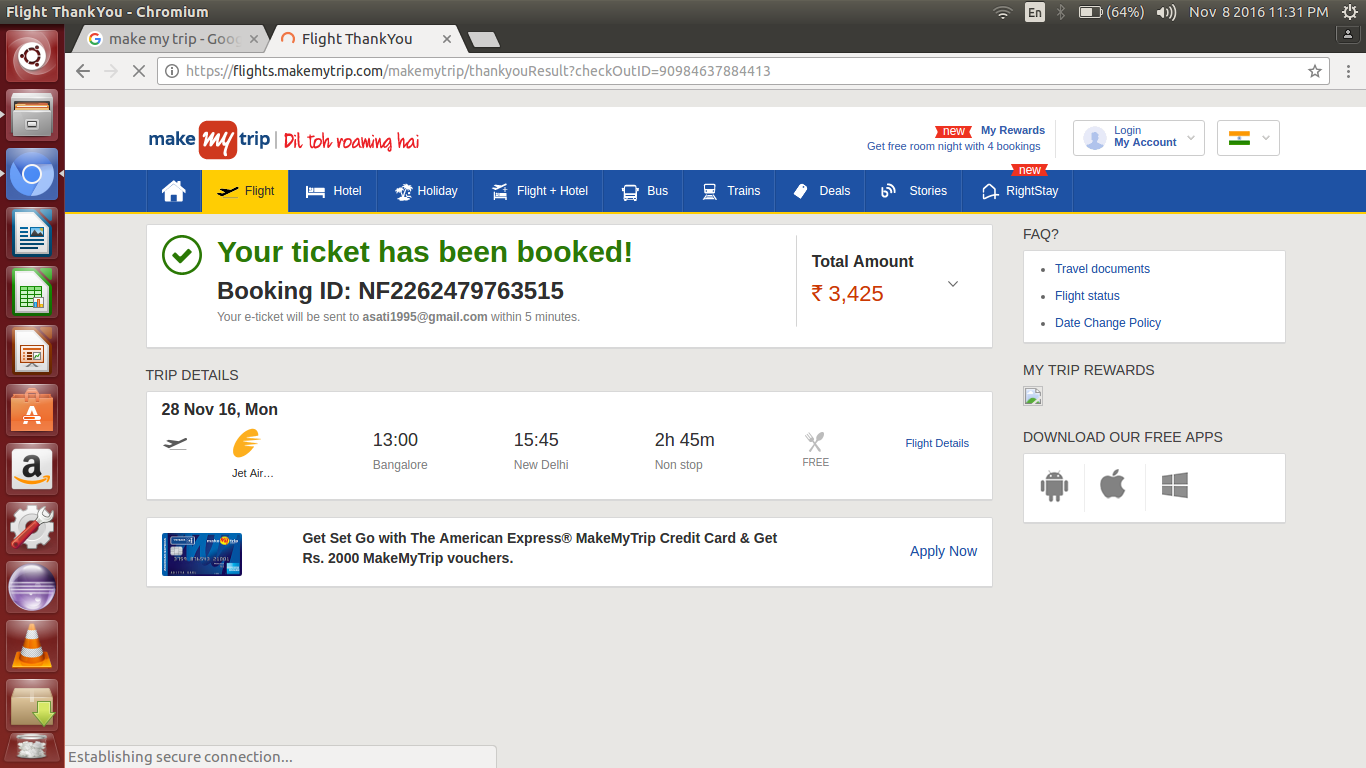 Flight ThankYou - Chromium
En
(64%)
Nov 8 2016 11:31 PM
make my trip - Goo
Flight ThankYou
https://flights.makemytrip.com/makemytrip/thankyouResult?checkOutID=90984637884413
make my trip
Dil toh roaming hai
new My Rewards
Get free room night with 4 bookings
Login
My Account
new
Flight
Hotel
Holiday
Flight + Hotel
Bus
Trains
Deals
Stories
RightStay
Your ticket has been booked!
Booking ID: NF2262479763515
Your e-ticket will be sent to asati1995@gmail.com within 5 minutes.
Total Amount
₹ 3,425
FAQ?
Travel documents
Flight status
Date Change Policy
TRIP DETAILS
28 Nov 16, Mon
Jet Air...
13:00
Bangalore
15:45
New Delhi
2h 45m
Non stop
FREE
Flight Details
MY TRIP REWARDS
DOWNLOAD OUR FREE APPS
make my trip
Get Set Go with The American Express® MakeMyTrip Credit Card & Get
Rs. 2000 MakeMyTrip vouchers.
Apply Now
Establishing secure connection...